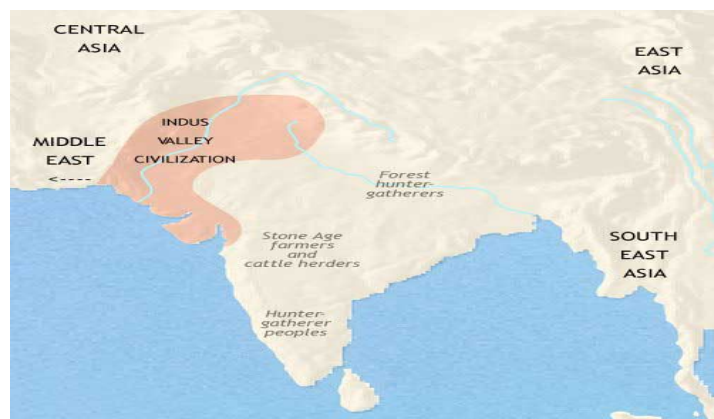 CENTRAL
ASIA
EAST
ASIA
INDUS
VALLEY
CIVILIZATION
MIDDLE
EAST
<----
Forest
hunter-
gatherers
Stone Age
farmers
and
cattle herders
SOUTH
EAST
ASIA
Hunter-
gatherer
peoples